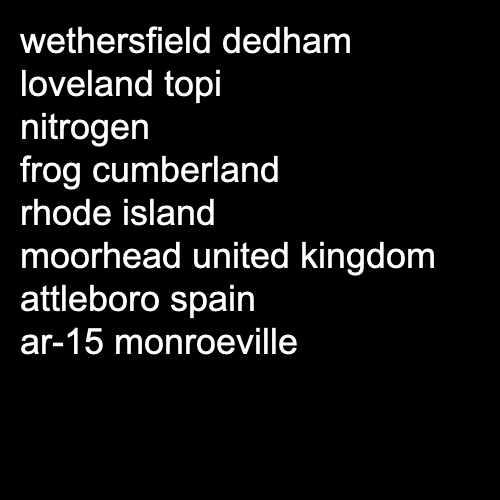 wethersfield dedham
loveland topi
nitrogen
frog cumberland
rhode island
moorhead united kingdom
attleboro spain
ar-15 monroeville